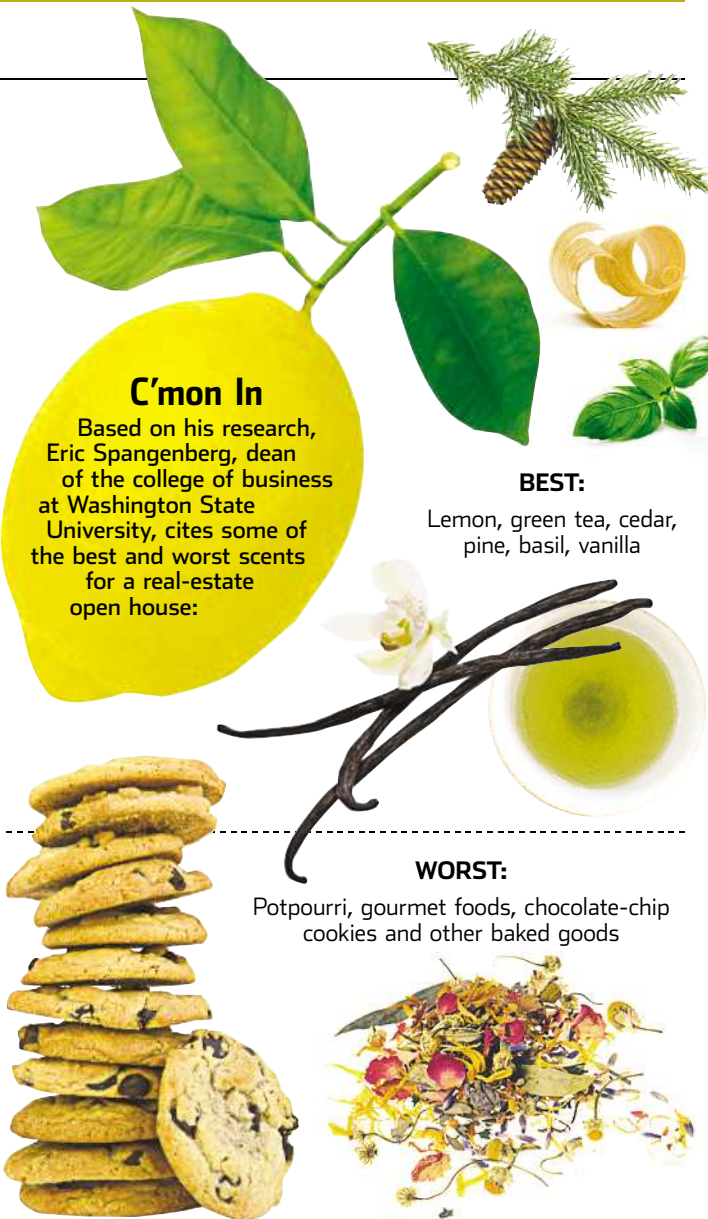 C'mon In
Based on his research,
Eric Spangenberg, dean
of the college of business
at Washington State
University, cites some of
the best and worst scents
for a real-estate
open house:
BEST:
Lemon, green tea, cedar,
pine, basil, vanilla
WORST:
Potpourri, gourmet foods, chocolate-chip
cookies and other baked goods